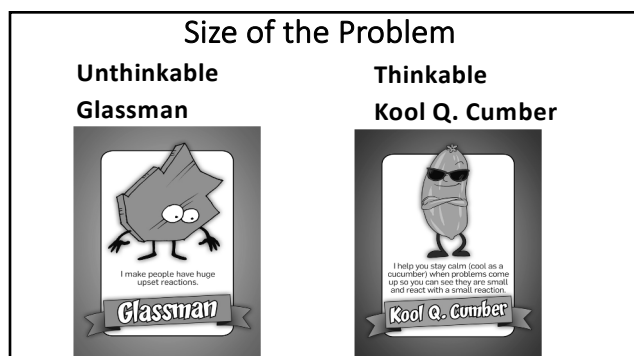 Size of the Problem
Unthinkable
Glassman
Thinkable
Kool Q. Cumber
I make people have huge
upset reactions.
Glassman
I help you stay calm (cool as a
cucumber) when problems come
up so you can see they are small
and react with a small reaction.
Kool Q. Cumber